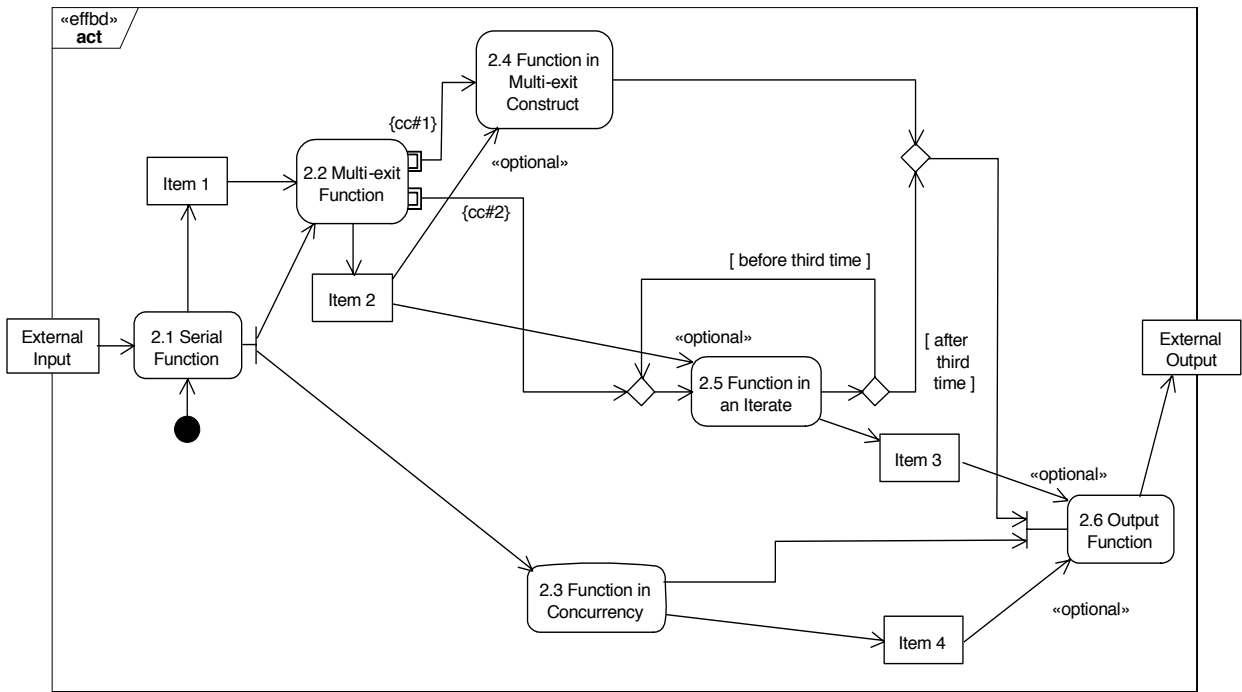 «effbd»
act
2.4 Function in
Multi-exit
Construct
{cc#1}
«optional»
Item 1
2.2 Multi-exit
Function
{cc#2}
[ before third time ]
Item 2
External
Input
2.1 Serial
Function
«optional»
[ after
third
time ]
External
Output
2.5 Function in
an Iterate
Item 3
«optional»
2.6 Output
Function
2.3 Function in
Concurrency
«optional»
Item 4